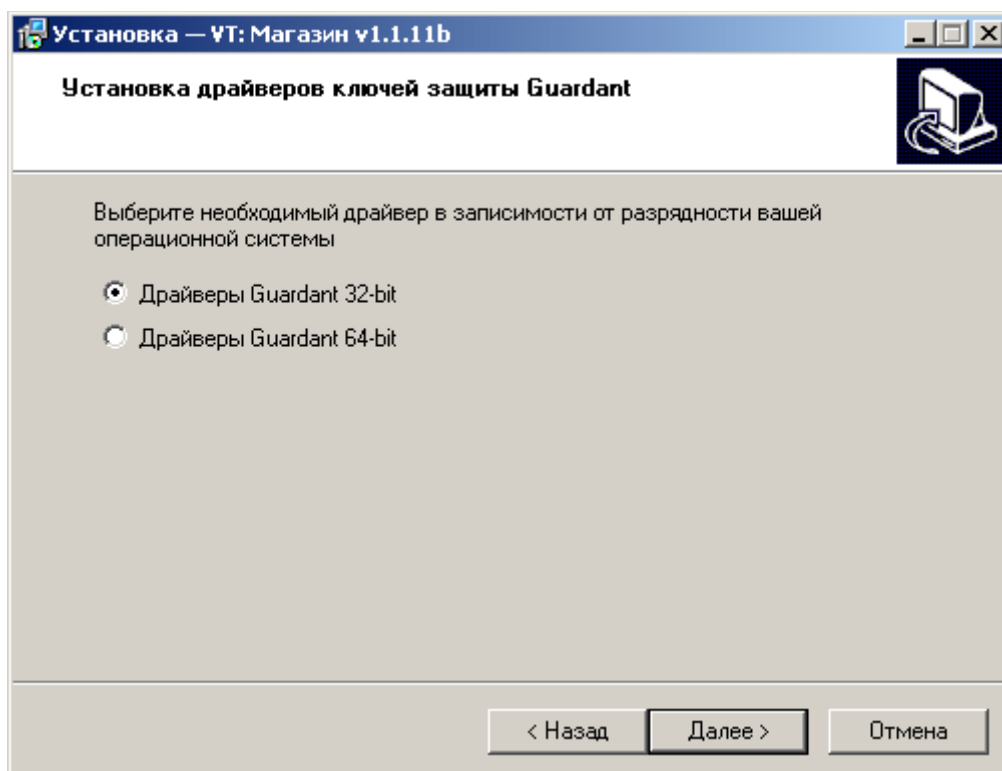 Установка — VT: Магазин v1.1.11b
Установка драйверов ключей защиты Guardant
Выберите необходимый драйвер в записимости от разрядности вашей
операционной системы
Драйверы Guardant 32-bit
Драйверы Guardant 64-bit
< Назад
Далее >
Отмена